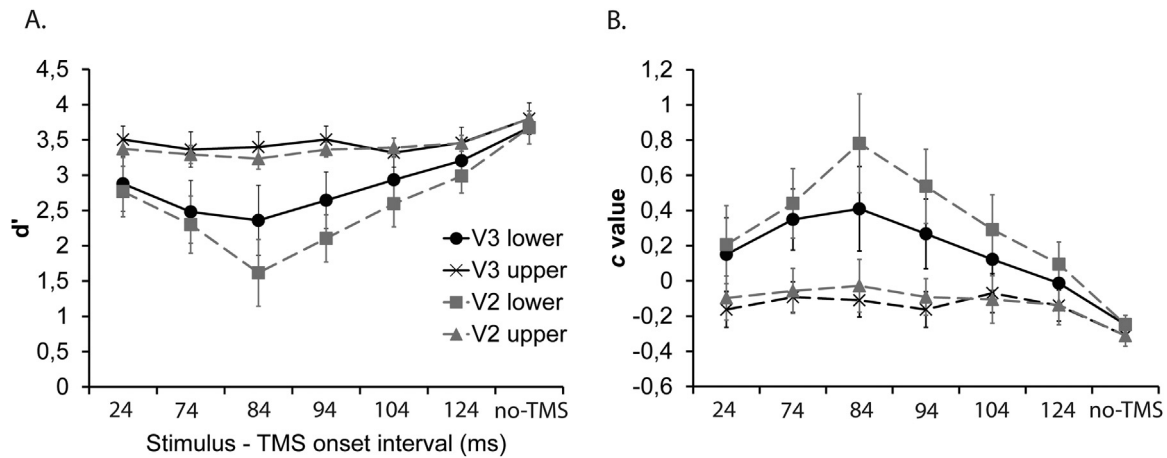 A.
4,5
4
3,5
3
2,5
2
1,5
1
0,5
0
d'
24 74 84 94 104 124 no-TMS
Stimulus - TMS onset interval (ms)
V3 lower
V3 upper
V2 lower
V2 upper
B.
1,2
1
0,8
0,6
0,4
0,2
0
-0,2
-0,4
-0.6
c value
24 74 84 94 104 124 no-TMS